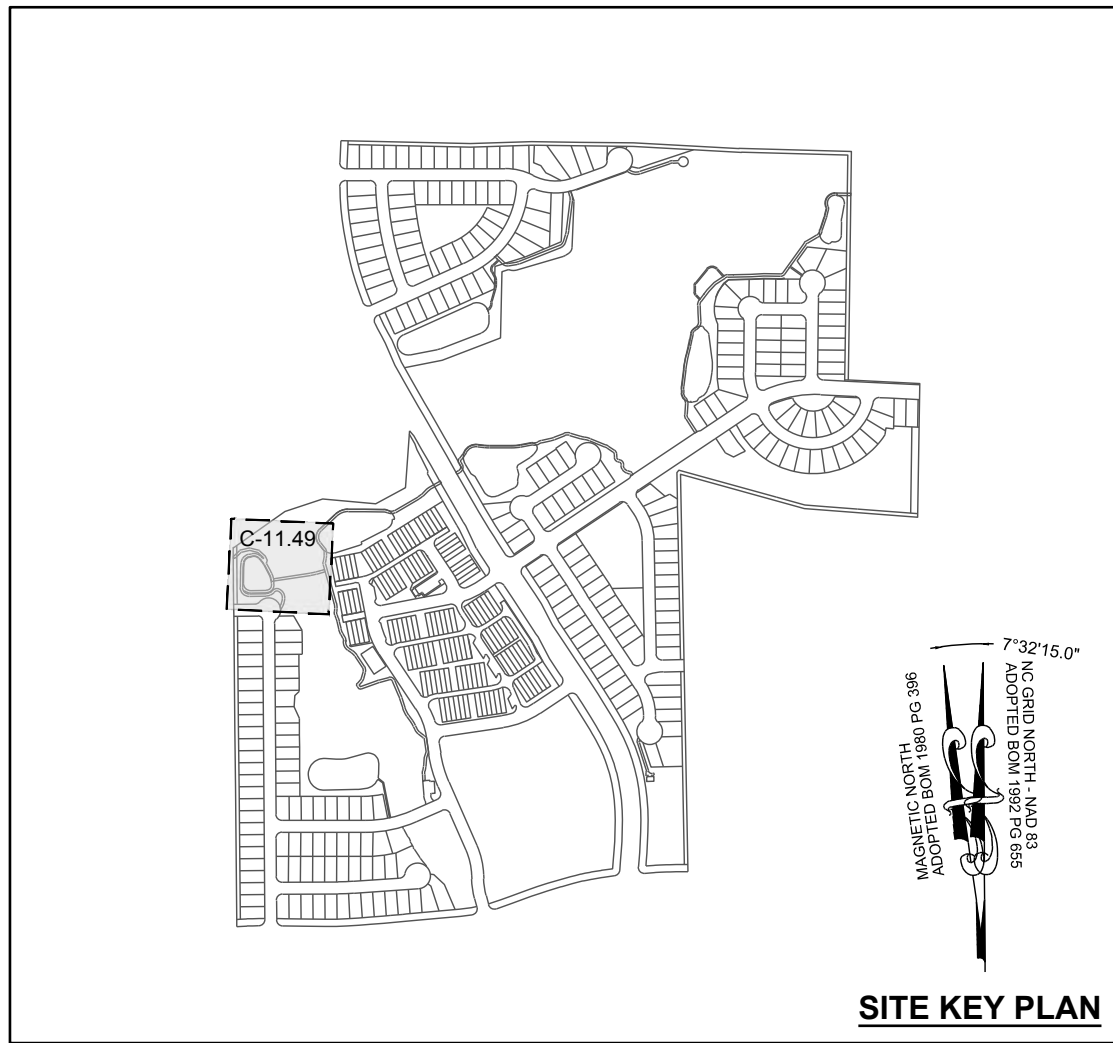 C-11.49
7°32'15.0"
NC GRID NORTH - NAD 83
ADOPTED BOM 1992 PG 655
MAGNETIC NORTH
ADOPTED BOM 1980 PG 396
SITE KEY PLAN